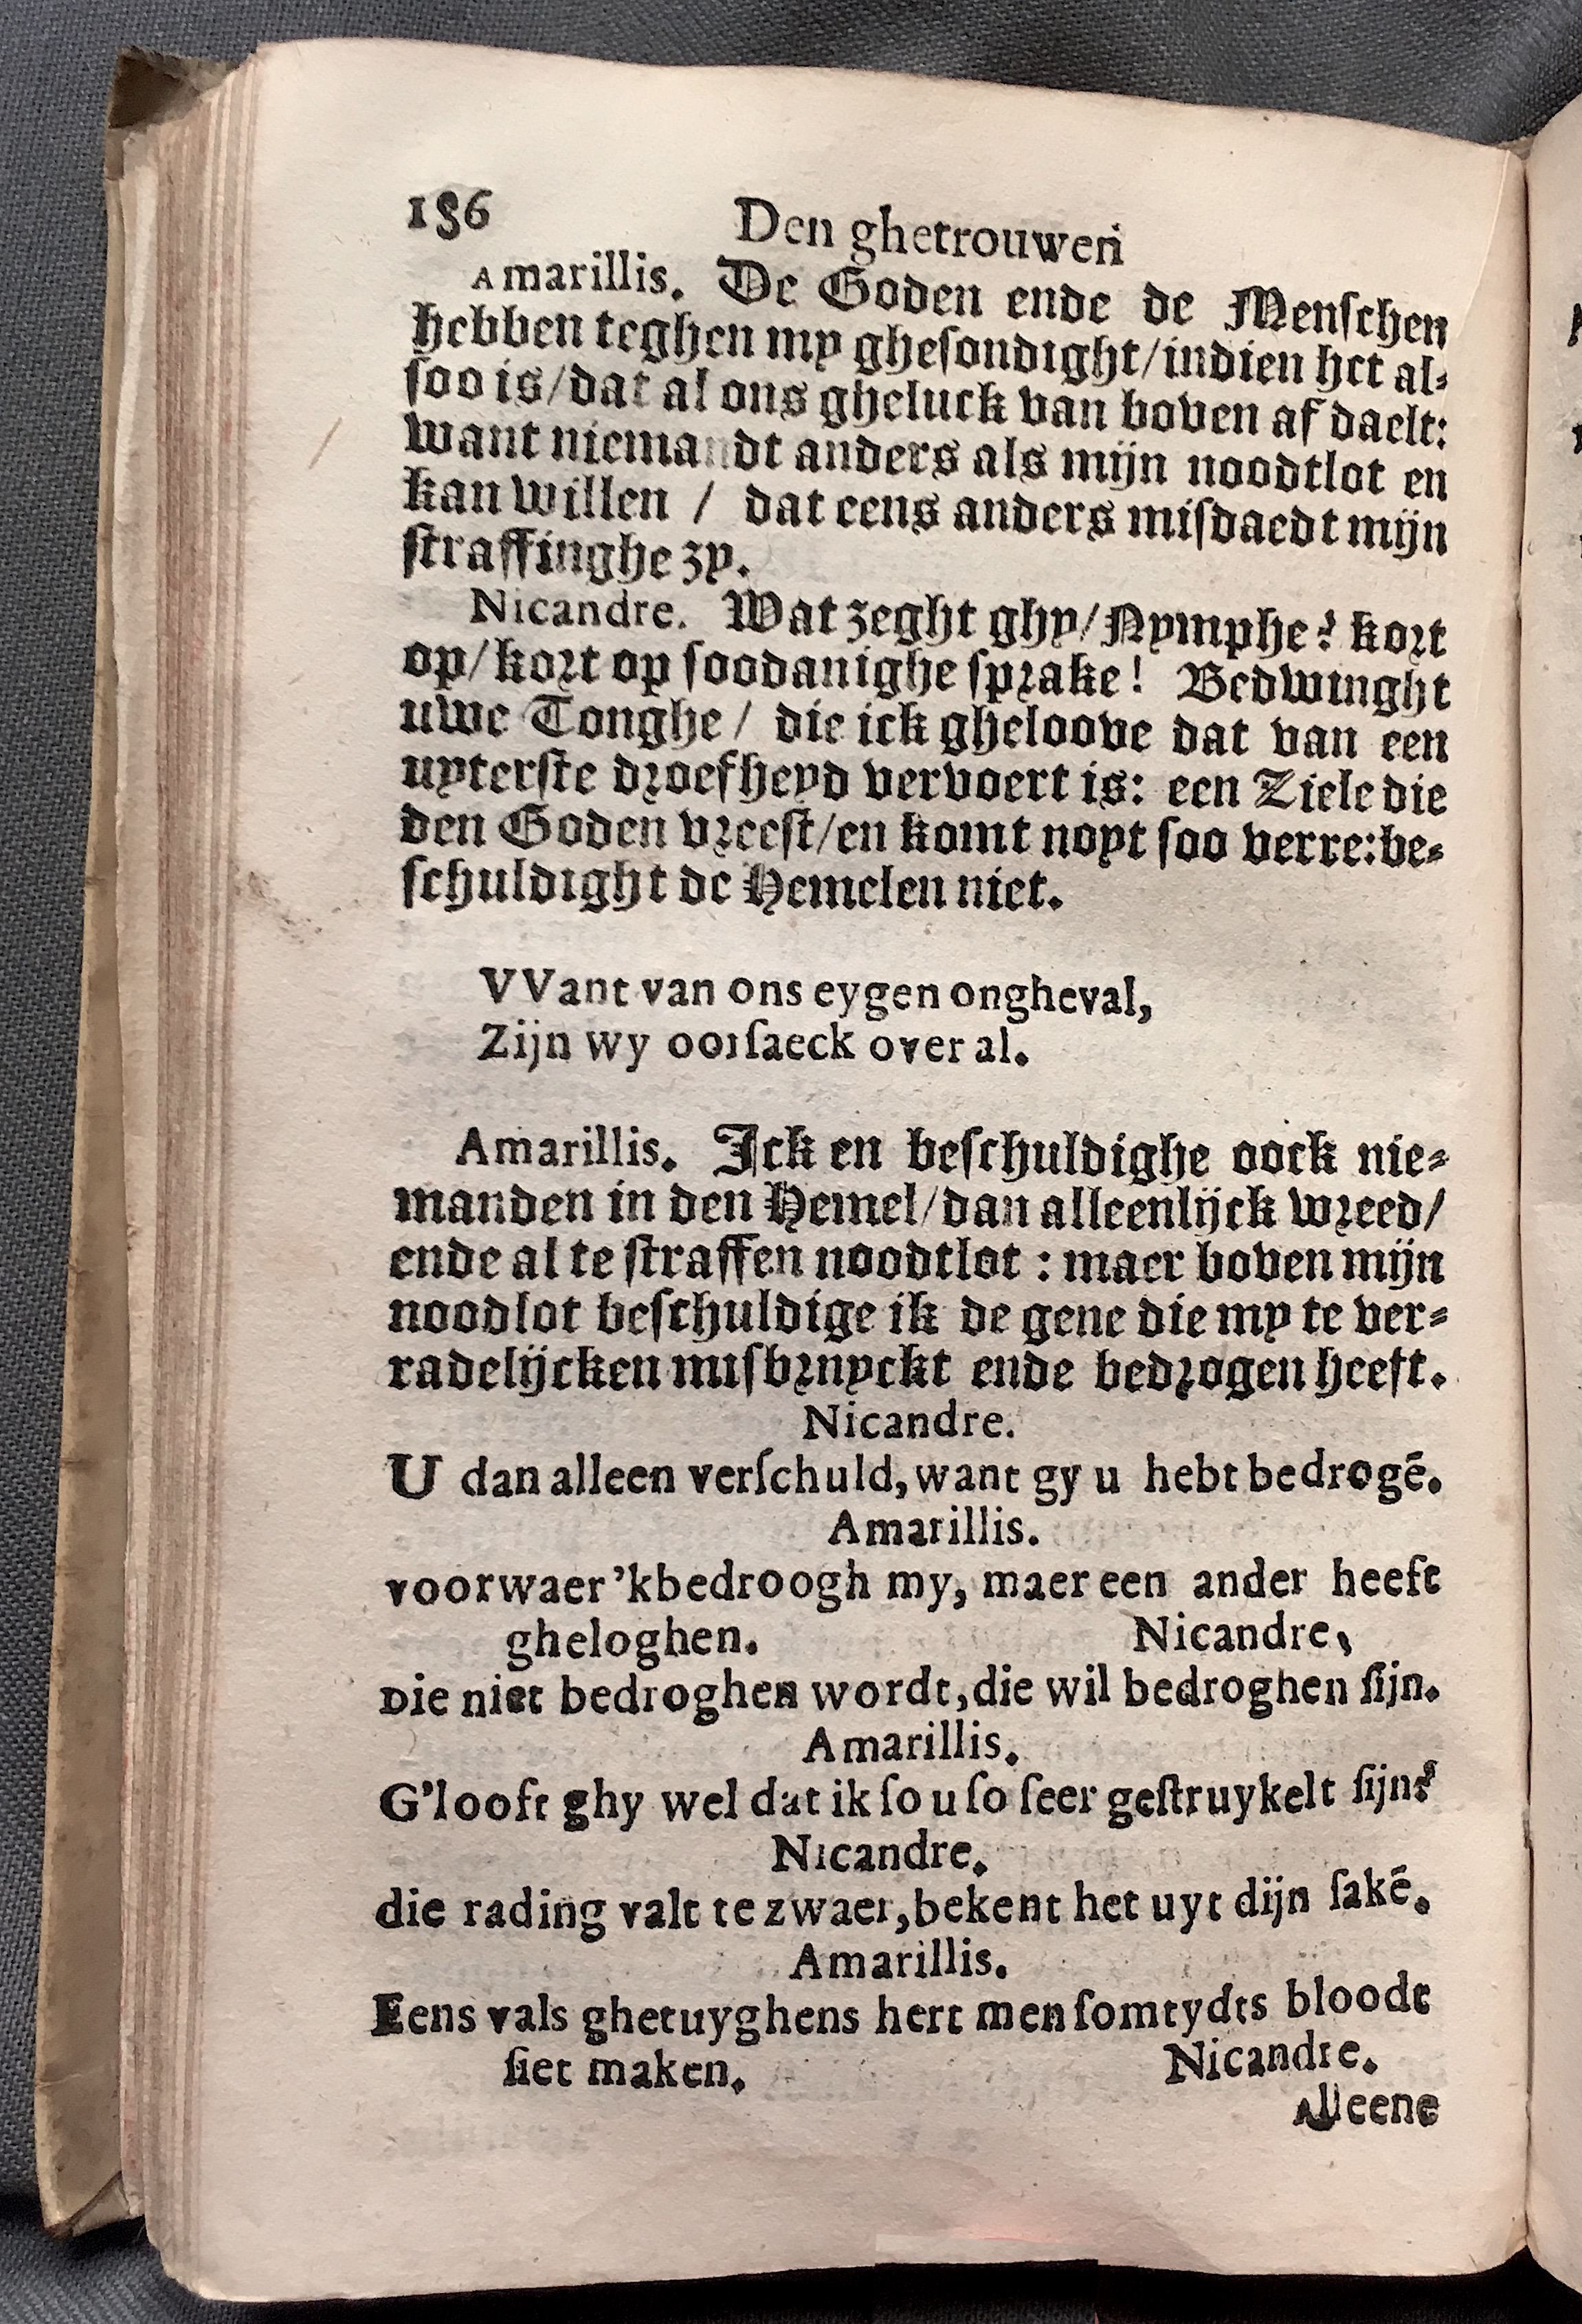 156 Den ghetrouwen
Amarillis. De Goden ende de Menſchen
hebben teghen my gheſondight/indien het al-
ſoo is/dat al ons gheluck van boven af daelt:
want niemandt anders als mijn noodtlot en
kan willen / dat eens anders miſdaedt mijn
ſtraffinghe zy.
Nicandre. Wat zeght ghy/Nymphe? kort
op/kort op ſoodanighe ſprake! Bedwinght
uwe Tonghe/ die ick gheloove dat van een
uyterſte droefheyd vervoert is: een Ziele die
den Goden vreeſt/en komt noyt ſoo verre:be-
ſchuldight de Hemelen niet.
VVant van ons eygen ongheval,
Zijn wy oorſaeck over al.
Amarillis. Ick en beſchuldighe oock nie-
manden in den Hemel/dan alleenlijck wreed/
ende al te ſtraffen noodtlot : maer boven mijn
noodlot beſchuldige ik de gene die my te ver-
radelijcken miſbrnyckt ende bedrogen heeft.
Nicandre.
U dan alleen verſchuld, want gy u hebt bedrogē.
Amarillis.
voorwaer 'kbedroogh my, maer een ander heeft
gheloghen. Nicandre,
Die niet bedroghen wordt, die wil bedroghen ſijn.
Amarillis.
G'looft ghy wel dat ik ſo u ſo ſeer geſtruykelt ſijn?
Nicandre.
die rading valt te zwaer, bekent het uyt dijn ſakē.
Amarillis.
Eens vals ghetuyghens hert men ſomtydts bloodt
ſiet maken. Nicandre.
Alleene